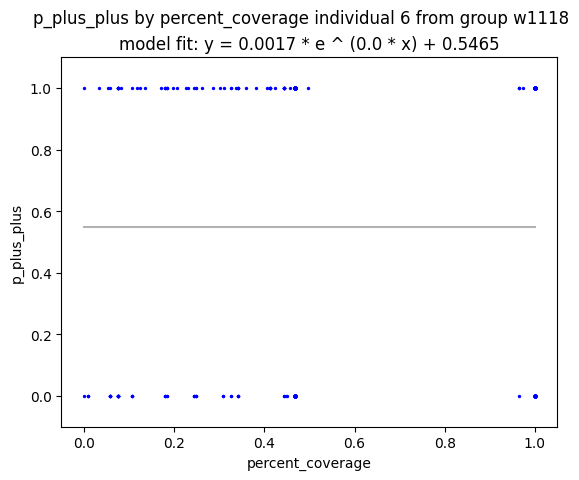 p_plus_plus by percent_coverage individual 6 from group w1118
model fit: y = 0.0017 * e ^ (0.0 * x) + 0.5465
1.0
0.8
0.6
0.4
0.2
0.0
p_plus_plus
0.0 0.2 0.4 0.6 0.8 1.0
percent_coverage